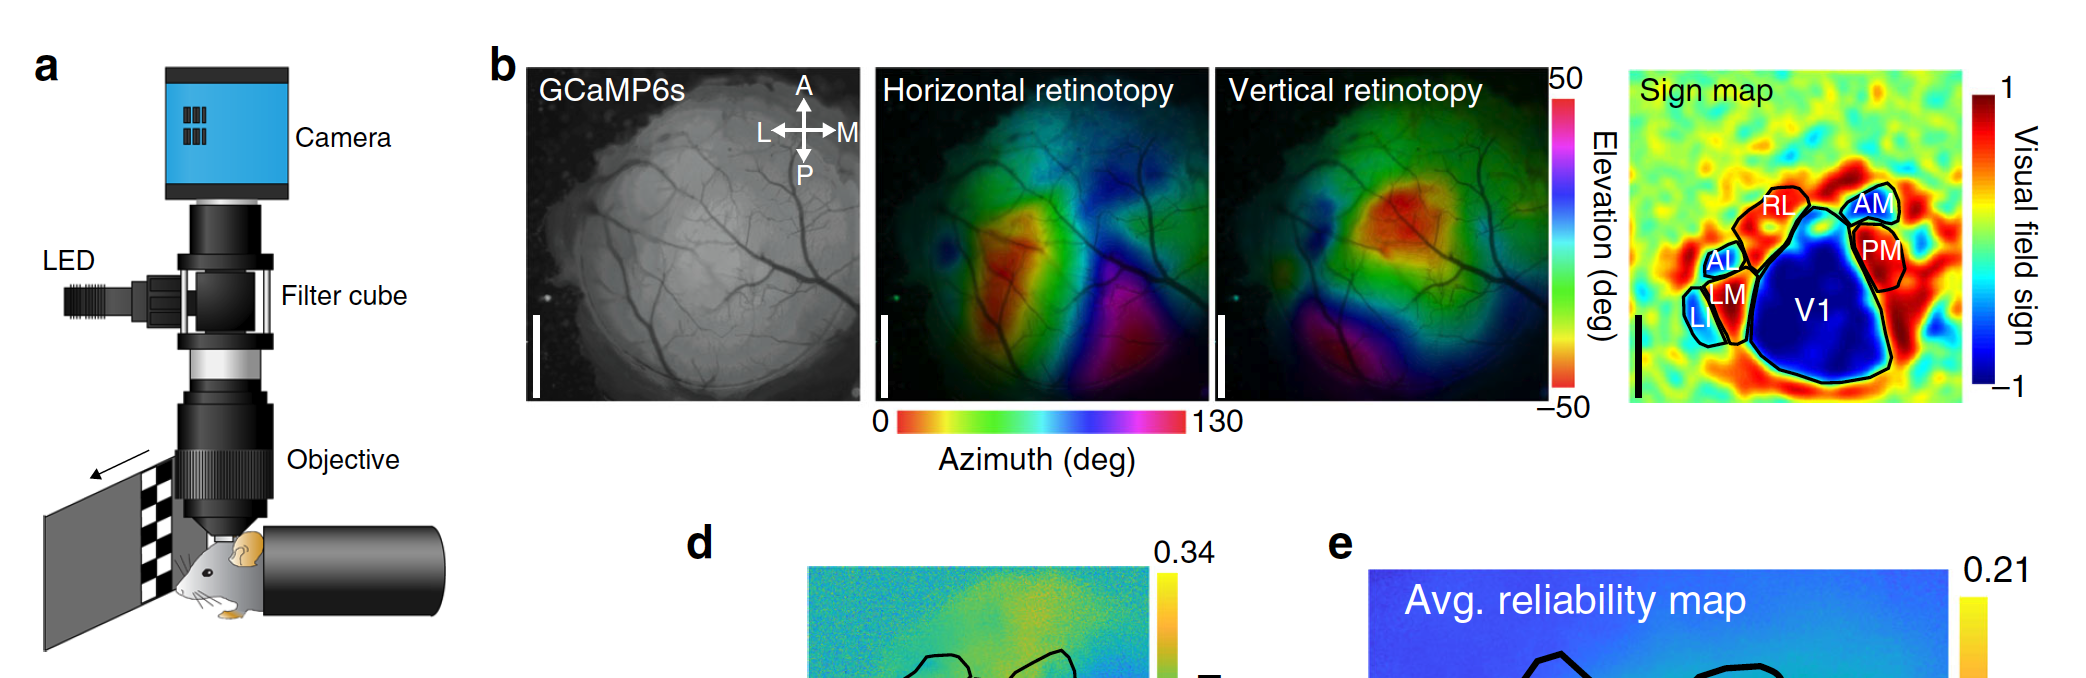 a
Camera
LED
Filter cube
Objective
b
GCaMP6s
A
L M
P
Horizontal retinotopy
0 130
Azimuth (deg)
Vertical retinotopy
50
Elevation (deg)
−50
Sign map
RL
AM
PM
AL
LM
LI
V1
1
Visual field sign
−1
d
0.34
e
Avg. reliability map
0.21